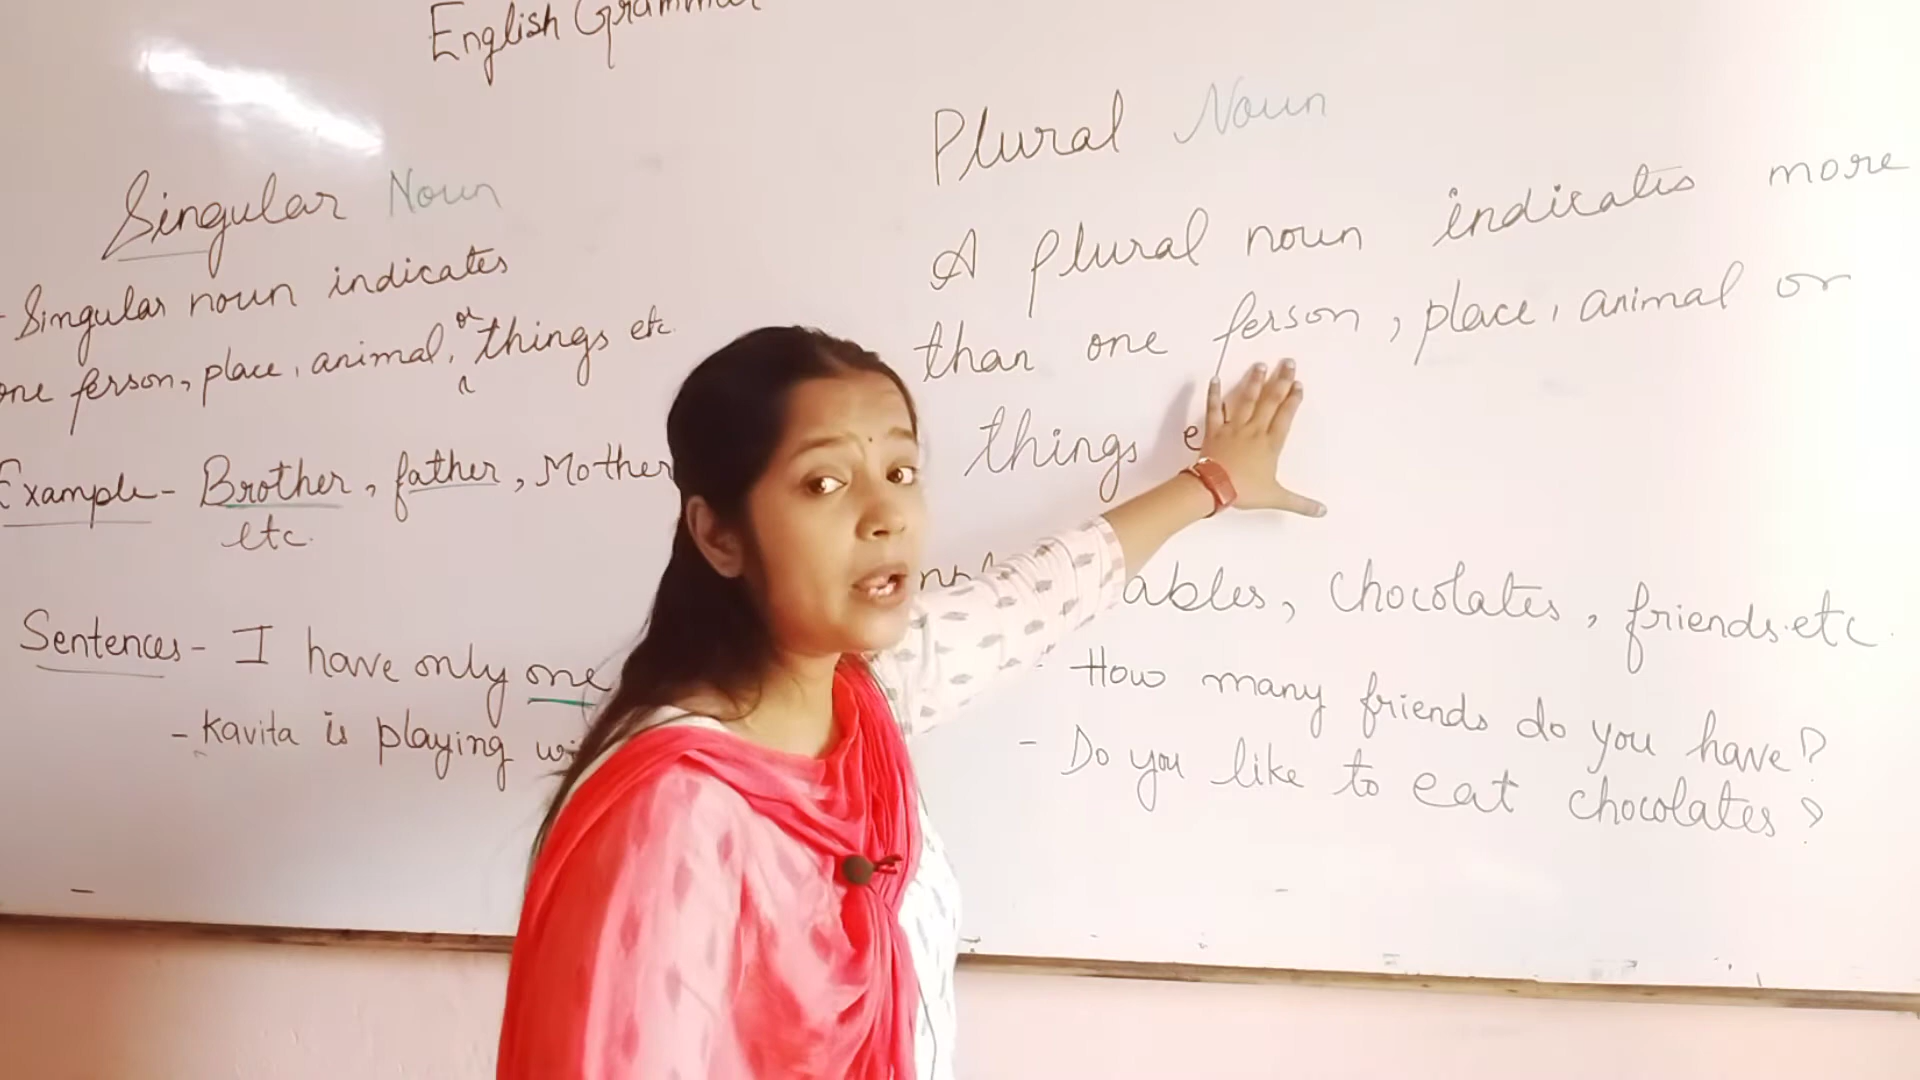 English Grammar
Singular Noun
- Singular noun indicates
one person, place, animal, or things etc.
Example - Brother, father, Mother
etc.
Sentences - I have only one
- Kavita is playing
Plural Noun
A plural noun indicates more
than one person, place, animal or
things
chocolates, friends etc.
- How many friends do you have?
- Do you like to eat chocolates?